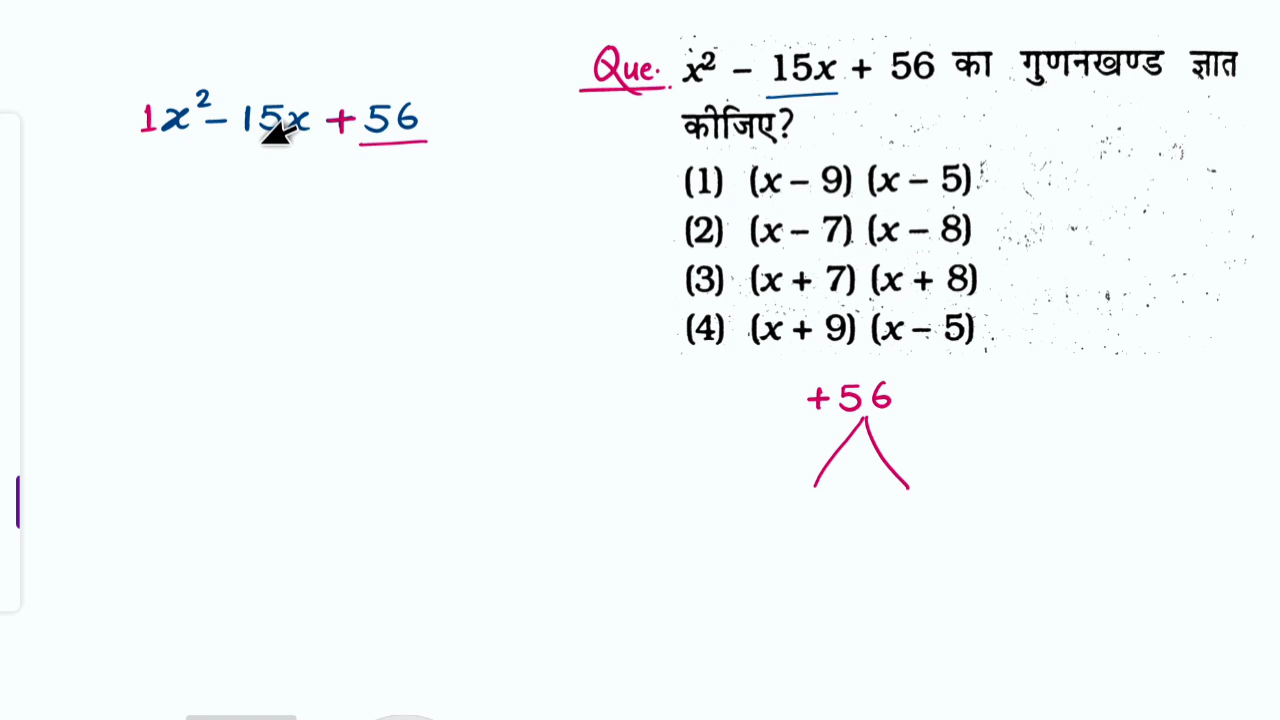 1x² - 15x + 56
Que. x² – 15x + 56 का गुणनखण्ड ज्ञात
कीजिए?
(1) (x – 9) (x – 5)
(2) (x – 7) (x – 8)
(3) (x + 7) (x + 8)
(4) (x + 9) (x – 5)
+56